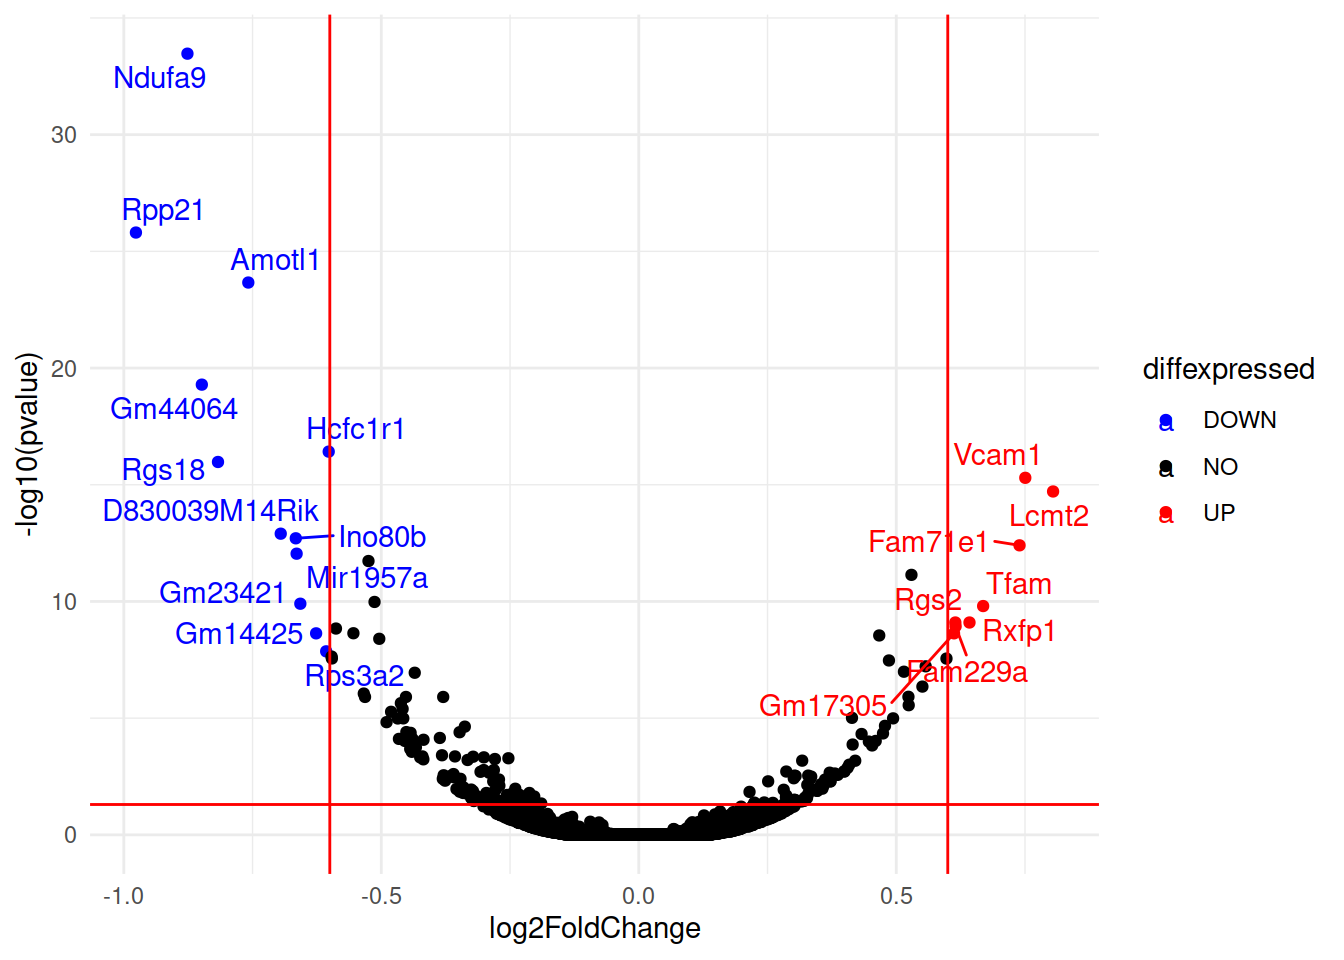 Ndufa9
30
Rpp21
Amotl1
20
Gm44064
Hcfc1r1
Rgs18
Vcam1
D830039M14Rik
Lcmt2
Ino80b
Fam71e1
Mir1957a
Tfam
Gm23421
Rgs2
10
Gm14425
Rxfp1
Rps3a2
Fam229a
Gm17305
0
-1.0
-0.5
0.0
0.5
log2FoldChange
-log10(pvalue)
diffexpressed
a DOWN
a NO
a UP